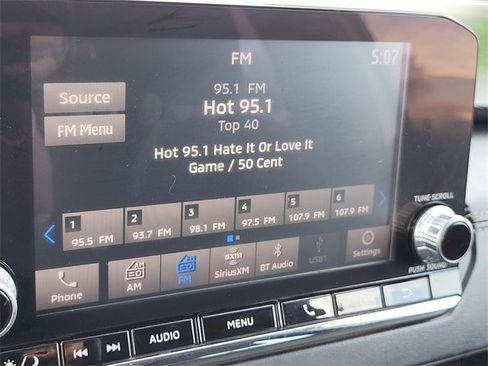 FM
5:07
Source
FM Menu
95.1 FM
Hot 95.1
Top 40
Hot 95.1 Hate It Or Love It
Game / 50 Cent
1 2 3 4 5 6
95.5 FM 93.7 FM 98.1 FM 97.5 FM 107.9 FM 107.9 FM
TUNE·SCROLL
Phone
AM
AM
FM
FM
sxm
SiriusXM
BT Audio
USB1
Settings
PUSH SOUND
AUDIO
MENU